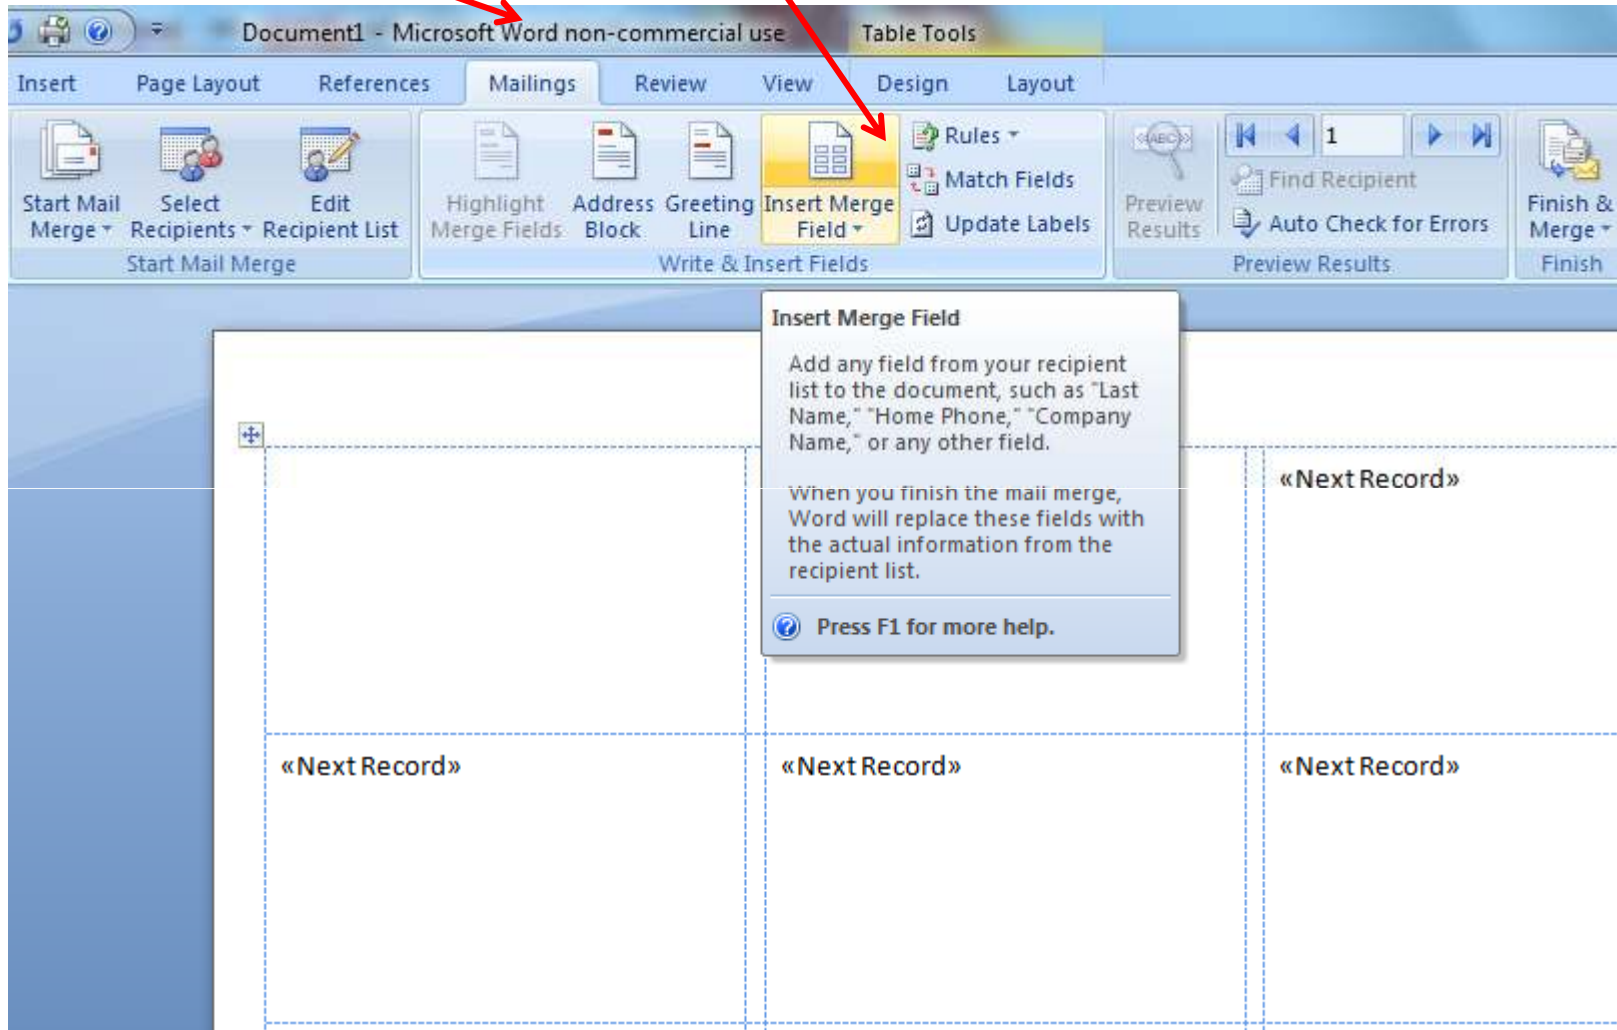 Document1 - Microsoft Word non-commercial use
Table Tools
Insert Page Layout References Mailings Review View Design Layout
Start Mail Merge
Select Recipients
Edit Recipient List
Start Mail Merge
Highlight Merge Fields
Address Block
Greeting Line
Insert Merge Field
Rules
Match Fields
Update Labels
Write & Insert Fields
«ABC»
Preview Results
1
Find Recipient
Auto Check for Errors
Preview Results
Finish & Merge
Finish
Insert Merge Field
Add any field from your recipient
list to the document, such as "Last
Name," "Home Phone," "Company
Name," or any other field.
When you finish the mail merge,
Word will replace these fields with
the actual information from the
recipient list.
Press F1 for more help.
«Next Record»
«Next Record» «Next Record» «Next Record»